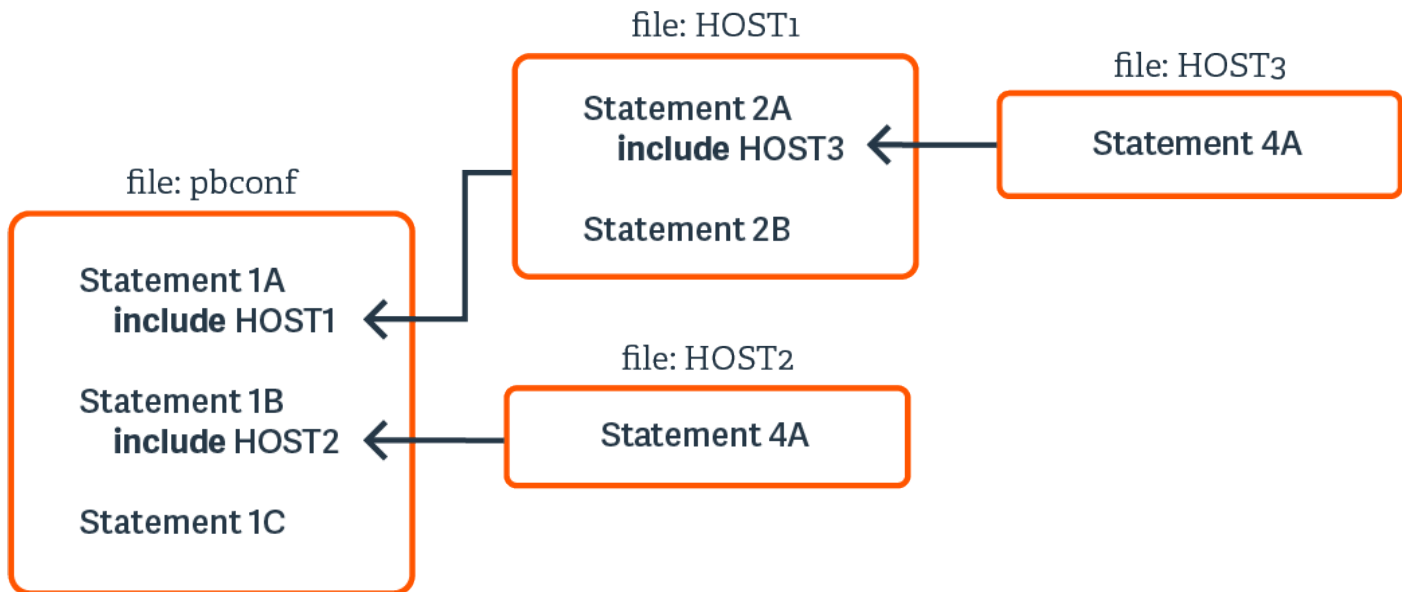 file: HOST1
Statement 2A
include HOST3
Statement 2B
file: HOST3
Statement 4A
file: pbconf
Statement 1A
include HOST1
Statement 1B
include HOST2
Statement 1C
file: HOST2
Statement 4A